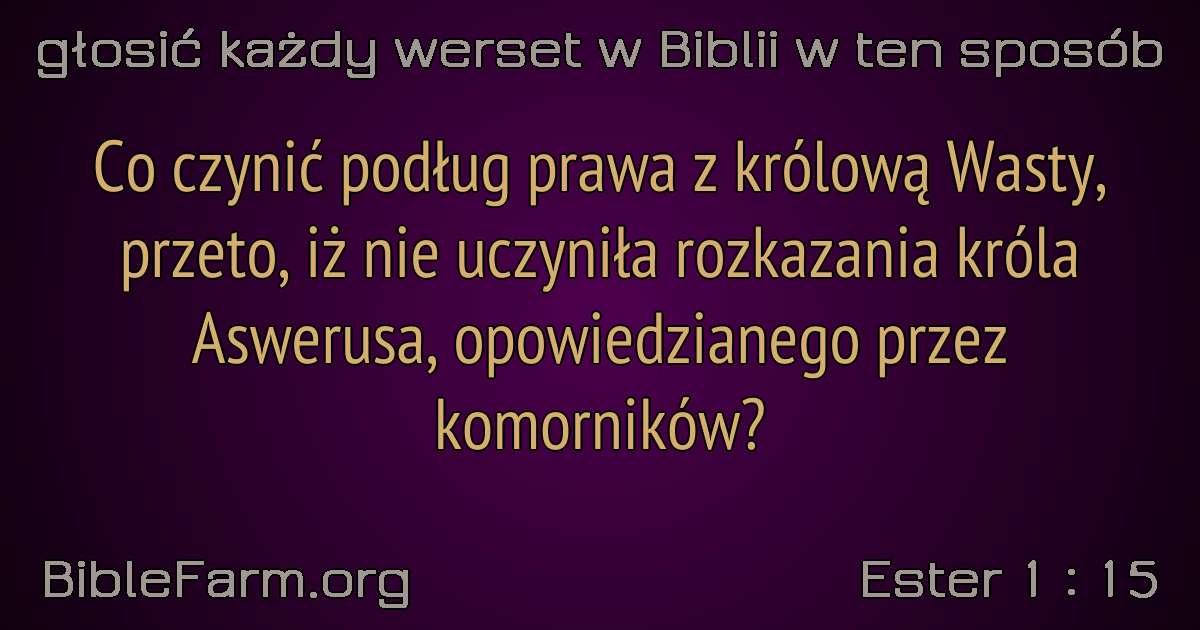 głosić każdy werset w Biblii w ten sposób
Co czynić podług prawa z królową Wasty,
przeto, iż nie uczyniła rozkazania króla
Aswerusa, opowiedzianego przez
komorników?
BibleFarm.org
Ester 1 : 15